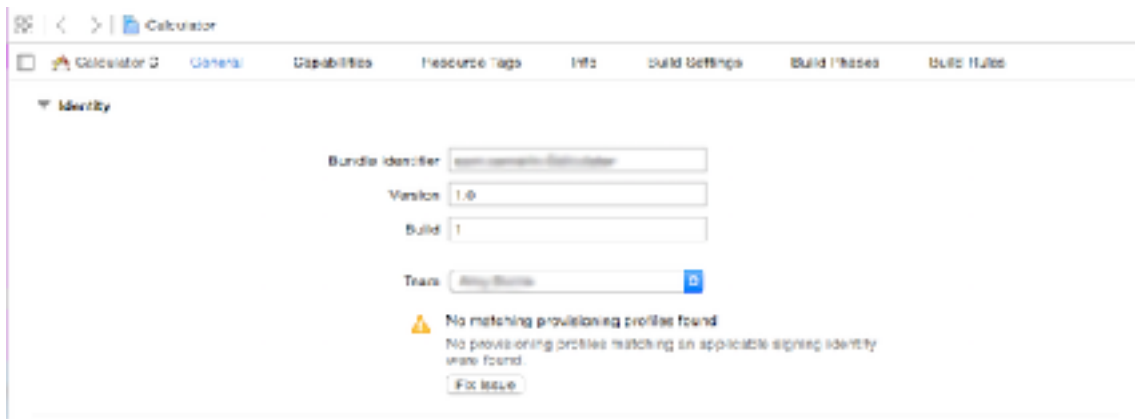 Calculator
Calculator General Capabilities Resource Tags Info Build Settings Build Phases Build Rules
Identity
Bundle Identifier
Version 1.0
Build 1
Team
No matching provisioning profiles found
No provisioning profiles matching an applicable signing identity
were found.
Fix Issue